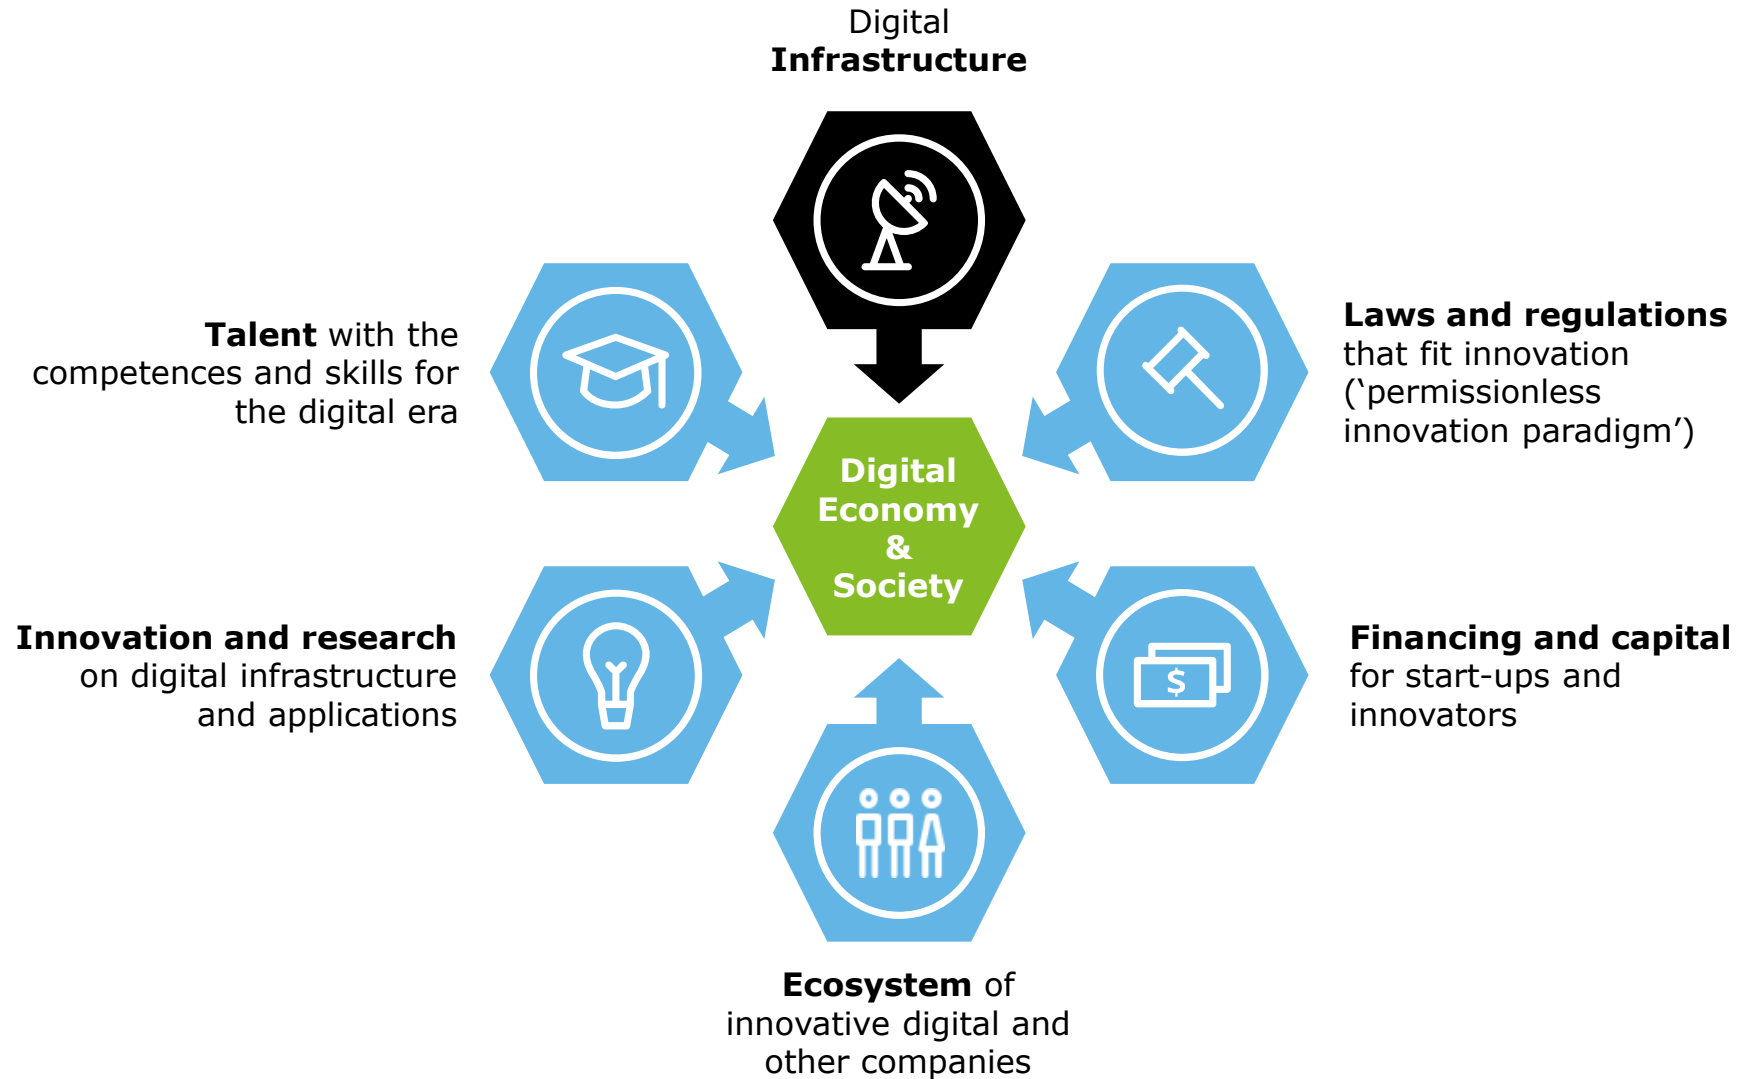 Digital
Infrastructure
Talent with the
competences and skills for
the digital era
Laws and regulations
that fit innovation
(‘permissionless
innovation paradigm’)
Digital
Economy
&
Society
Innovation and research
on digital infrastructure
and applications
Financing and capital
for start-ups and
innovators
$
Ecosystem of
innovative digital and
other companies